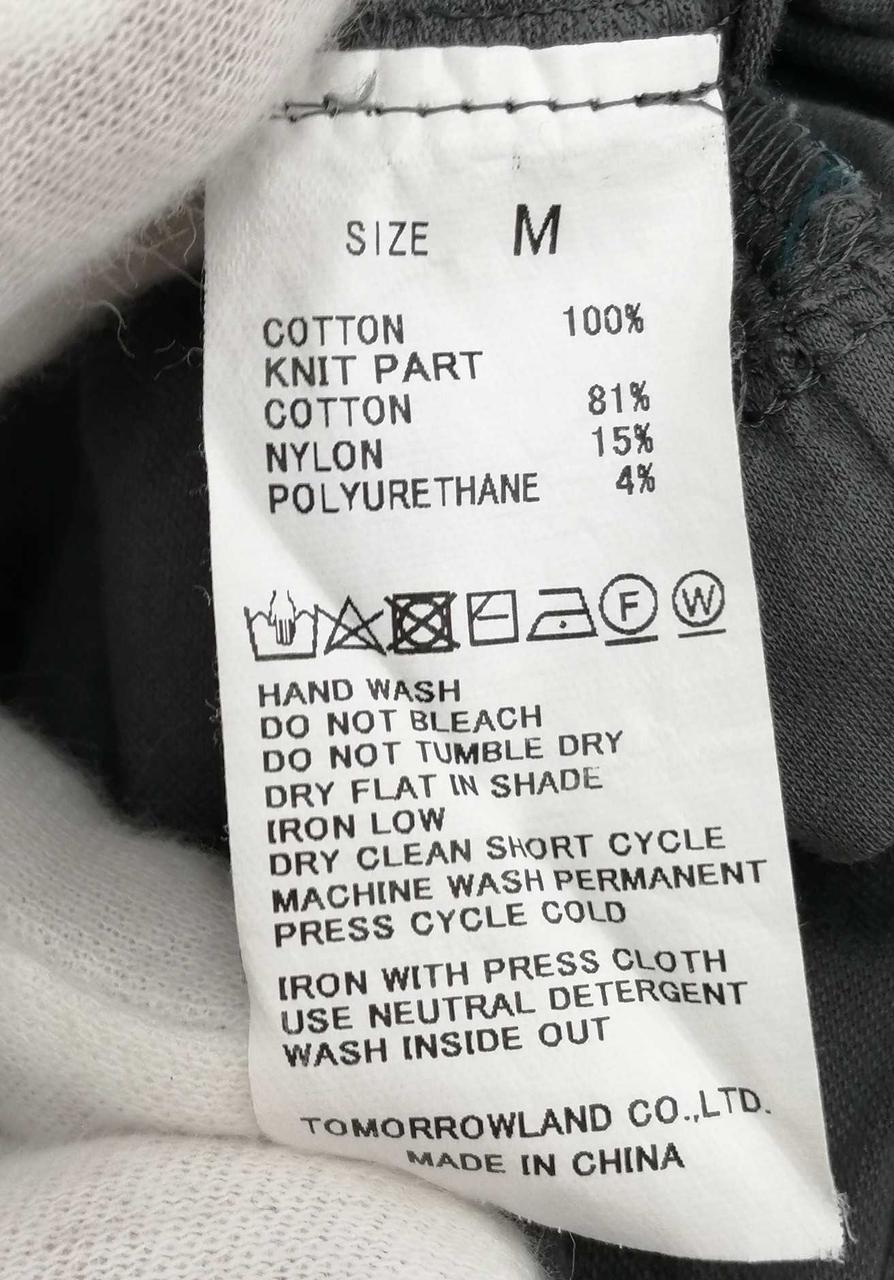 SIZE M
COTTON 100%
KNIT PART
COTTON 81%
NYLON 15%
POLYURETHANE 4%
F W
HAND WASH
DO NOT BLEACH
DO NOT TUMBLE DRY
DRY FLAT IN SHADE
IRON LOW
DRY CLEAN SHORT CYCLE
MACHINE WASH PERMANENT
PRESS CYCLE COLD
IRON WITH PRESS CLOTH
USE NEUTRAL DETERGENT
WASH INSIDE OUT
TOMORROWLAND CO.,LTD.
MADE IN CHINA